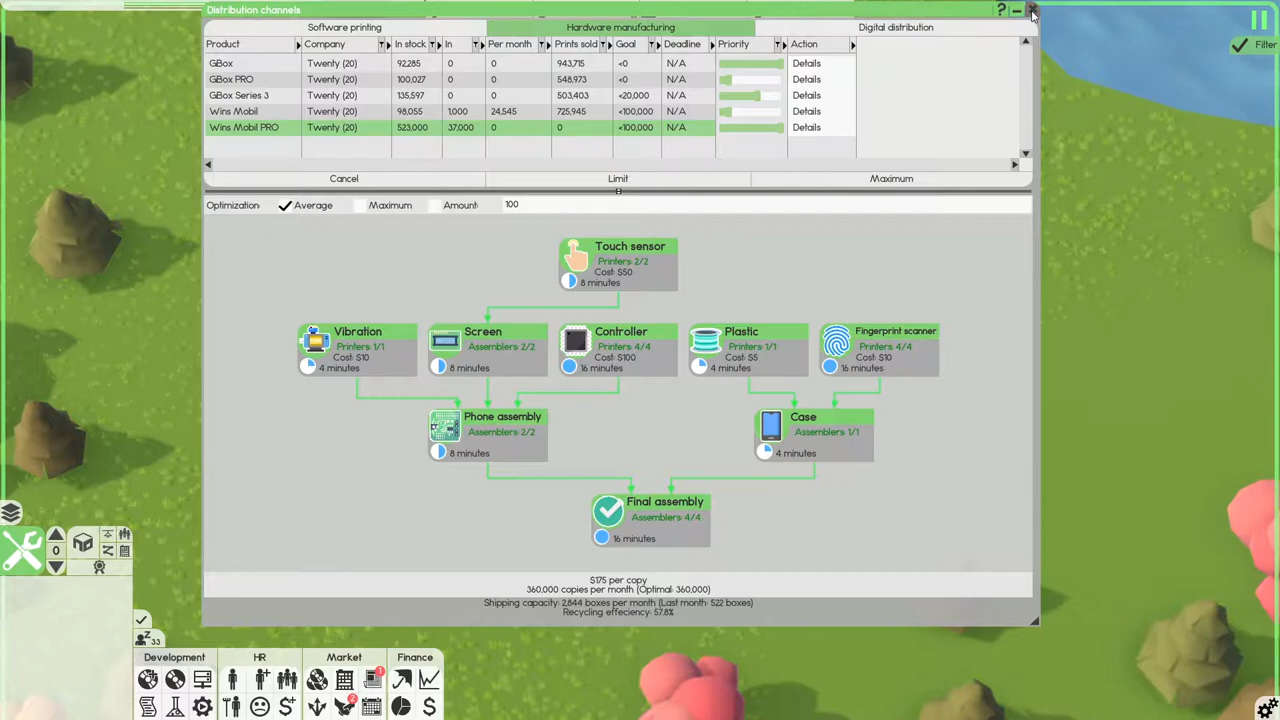 Distribution channels
?
Software printing Hardware manufacturing Digital distribution
Product Company In stock In Per month Prints sold Goal Deadline Priority Action
GBox Twenty (20) 92,285 0 0 943,715 <0 N/A Details
GBox PRO Twenty (20) 100,027 0 0 548,973 <0 N/A Details
GBox Series 3 Twenty (20) 135,597 0 0 503,403 <20,000 N/A Details
Wins Mobil Twenty (20) 98,055 1,000 24,545 725,945 <100,000 N/A Details
Wins Mobil PRO Twenty (20) 523,000 37,000 0 0 <100,000 N/A Details
Cancel Limit Maximum
Optimization: Average Maximum Amount: 100
Touch sensor
Printers: 2/2
Cost: $50
8 minutes
Vibration
Printers: 1/1
Cost: $10
4 minutes
Screen
Assemblers: 2/2
8 minutes
Controller
Printers: 4/4
Cost: $100
16 minutes
Plastic
Printers: 1/1
Cost: $5
4 minutes
Fingerprint scanner
Printers: 4/4
Cost: $10
16 minutes
Phone assembly
Assemblers: 2/2
8 minutes
Case
Assemblers: 1/1
4 minutes
Final assembly
Assemblers: 4/4
16 minutes
$175 per copy
360,000 copies per month (Optimal: 360,000)
Shipping capacity: 2,844 boxes per month (Last month: 522 boxes)
Recycling effeciency: 57.8%
Filter
0
33
Development HR Market Finance
1
2